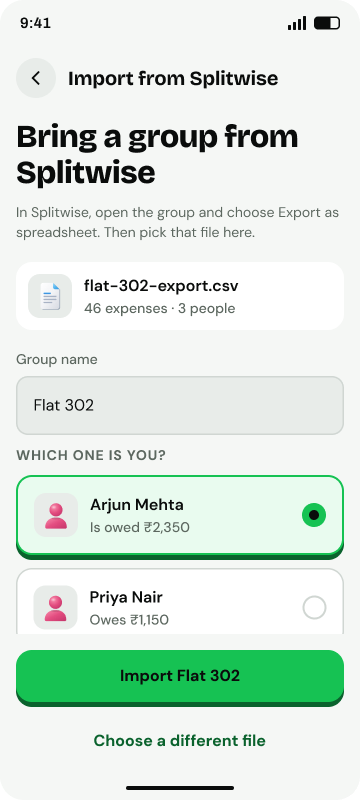 9:41
Import from Splitwise
Bring a group from
Splitwise
In Splitwise, open the group and choose Export as
spreadsheet. Then pick that file here.
flat-302-export.csv
46 expenses · 3 people
Group name
Flat 302
WHICH ONE IS YOU?
Arjun Mehta
Is owed ₹2,350
Priya Nair
Owes ₹1,150
Import Flat 302
Choose a different file